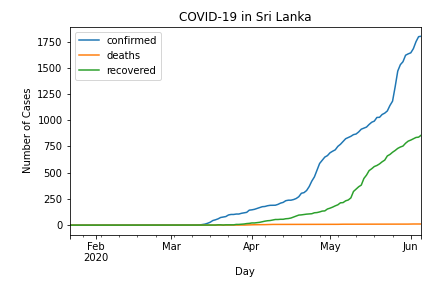 COVID-19 in Sri Lanka
confirmed
deaths
recovered
1750
1500
1250
1000
750
500
250
0
Number of Cases
Feb
2020
Mar
Apr
May
Jun
Day